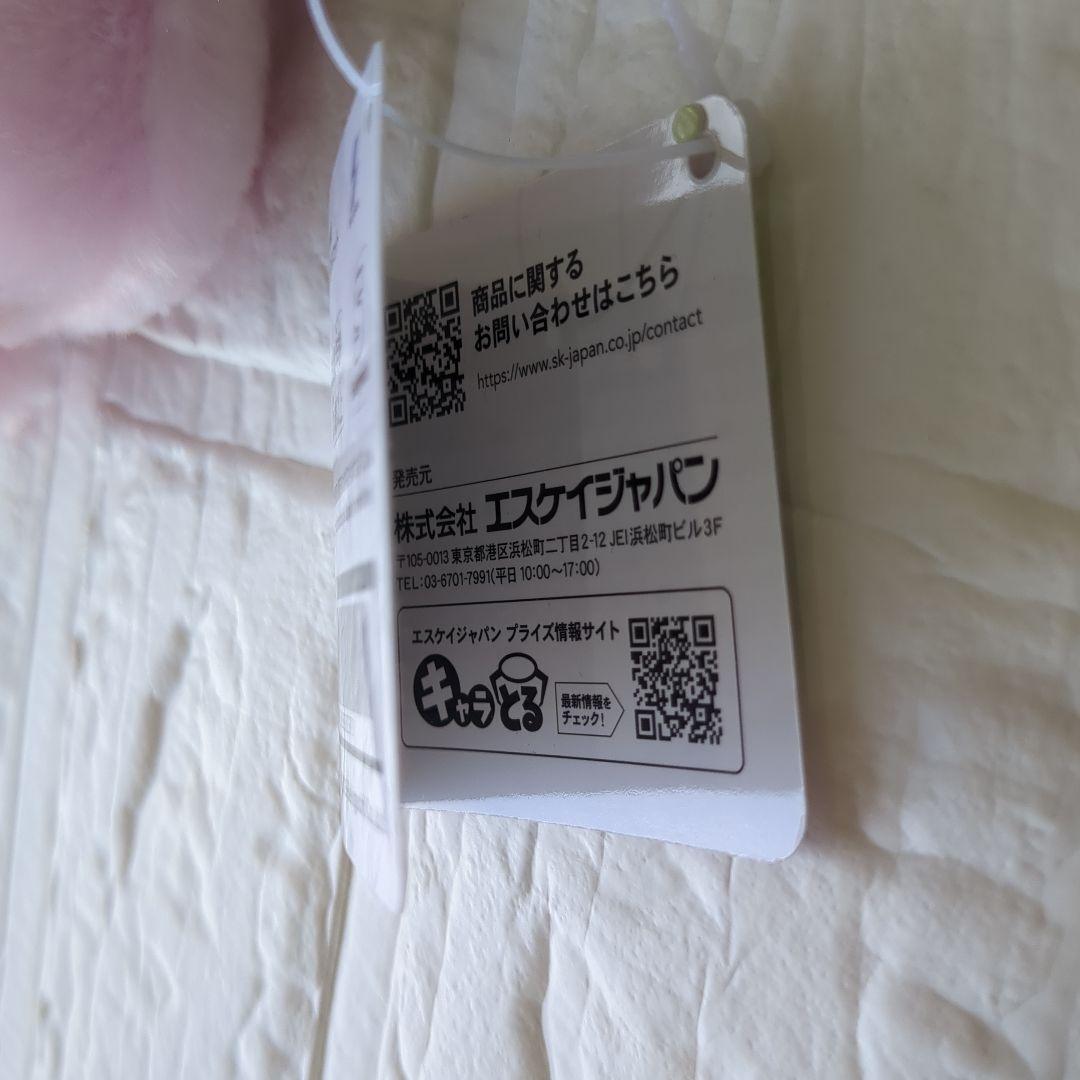 商品に関する
お問い合わせはこちら
https://www.sk-japan.co.jp/contact
発売元
株式会社 エスケイジャパン
〒105-0013 東京都港区浜松町二丁目2-12 JEI浜松町ビル3F
TEL:03-6701-7991(平日 10:00〜17:00)
エスケイジャパン プライズ情報サイト
キャラとる
最新情報を
チェック!